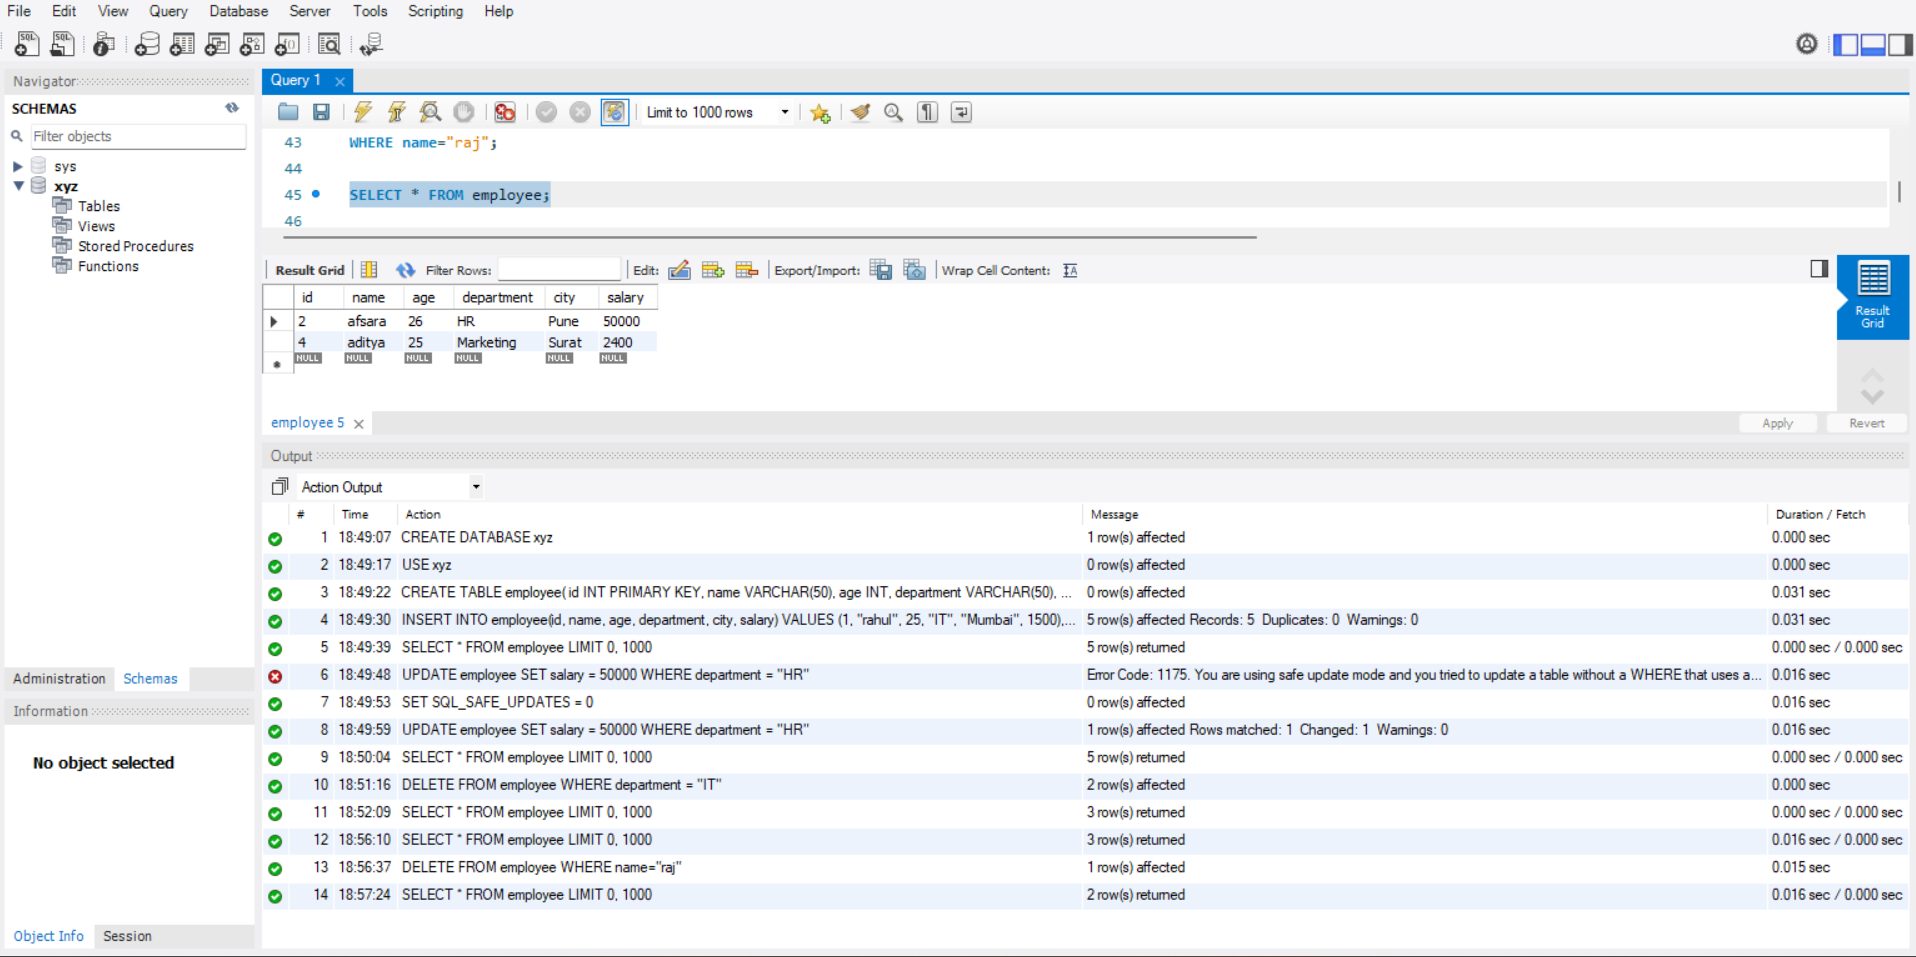 File Edit View Query Database Server Tools Scripting Help
Navigator
SCHEMAS
Filter objects
sys
xyz
Tables
Views
Stored Procedures
Functions
Administration Schemas
Information
No object selected
Object Info Session
Query 1
Limit to 1000 rows
43 WHERE name="raj";
44
45 SELECT * FROM employee;
46
Result Grid Filter Rows: Edit: Export/Import: Wrap Cell Content:
id name age department city salary
2 afsara 26 HR Pune 50000
4 aditya 25 Marketing Surat 2400
NULL NULL NULL NULL NULL NULL
Result
Grid
employee 5
Apply Revert
Output
Action Output
# Time Action Message Duration / Fetch
1 18:49:07 CREATE DATABASE xyz 1 row(s) affected 0.000 sec
2 18:49:17 USE xyz 0 row(s) affected 0.000 sec
3 18:49:22 CREATE TABLE employee( id INT PRIMARY KEY, name VARCHAR(50), age INT, department VARCHAR(50), ... 0 row(s) affected 0.031 sec
4 18:49:30 INSERT INTO employee(id, name, age, department, city, salary) VALUES (1, "rahul", 25, "IT", "Mumbai", 1500),... 5 row(s) affected Records: 5 Duplicates: 0 Warnings: 0 0.031 sec
5 18:49:39 SELECT * FROM employee LIMIT 0, 1000 5 row(s) returned 0.000 sec / 0.000 sec
6 18:49:48 UPDATE employee SET salary = 50000 WHERE department = "HR" Error Code: 1175. You are using safe update mode and you tried to update a table without a WHERE that uses a... 0.016 sec
7 18:49:53 SET SQL_SAFE_UPDATES = 0 0 row(s) affected 0.016 sec
8 18:49:59 UPDATE employee SET salary = 50000 WHERE department = "HR" 1 row(s) affected Rows matched: 1 Changed: 1 Warnings: 0 0.016 sec
9 18:50:04 SELECT * FROM employee LIMIT 0, 1000 5 row(s) returned 0.000 sec / 0.000 sec
10 18:51:16 DELETE FROM employee WHERE department = "IT" 2 row(s) affected 0.000 sec
11 18:52:09 SELECT * FROM employee LIMIT 0, 1000 3 row(s) returned 0.000 sec / 0.000 sec
12 18:56:10 SELECT * FROM employee LIMIT 0, 1000 3 row(s) returned 0.016 sec / 0.000 sec
13 18:56:37 DELETE FROM employee WHERE name="raj" 1 row(s) affected 0.015 sec
14 18:57:24 SELECT * FROM employee LIMIT 0, 1000 2 row(s) returned 0.016 sec / 0.000 sec